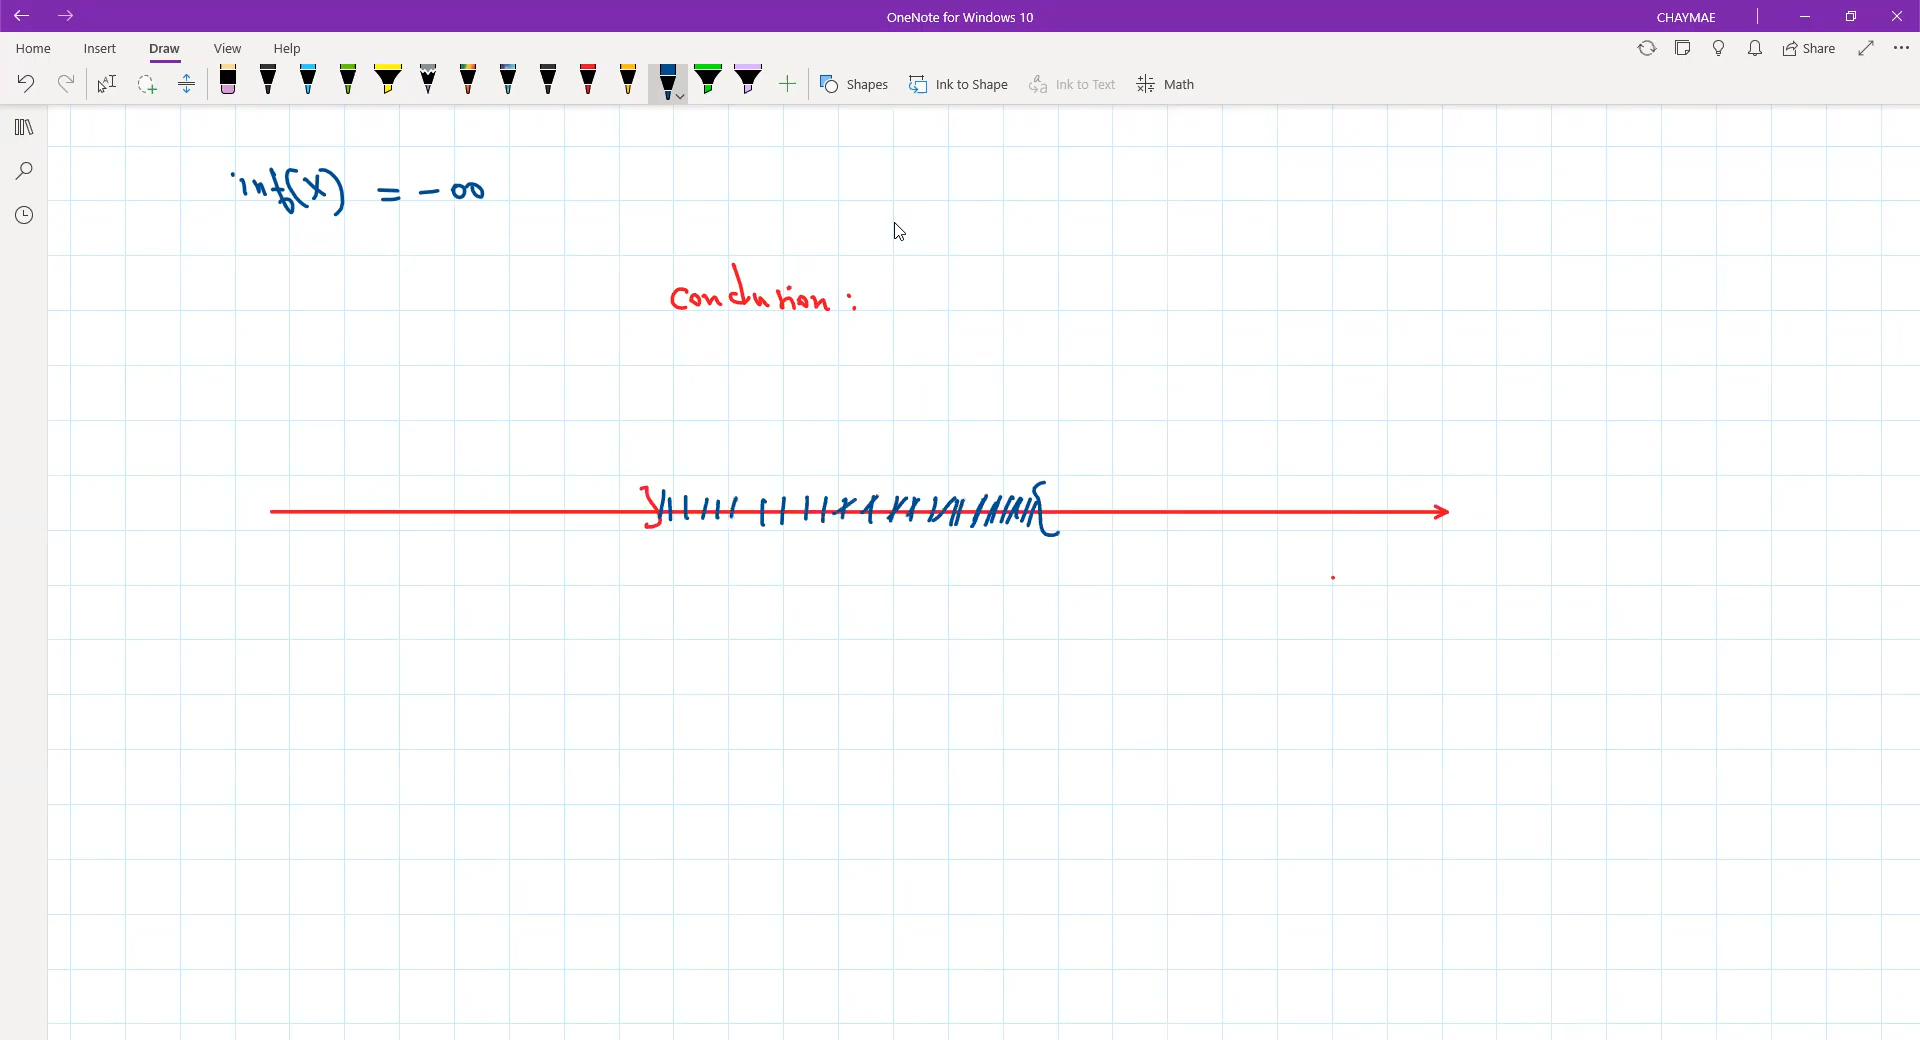 OneNote for Windows 10
CHAYMAE
Home Insert Draw View Help
Share
Shapes Ink to Shape Ink to Text Math
inf(X) = -∞
conclusion :